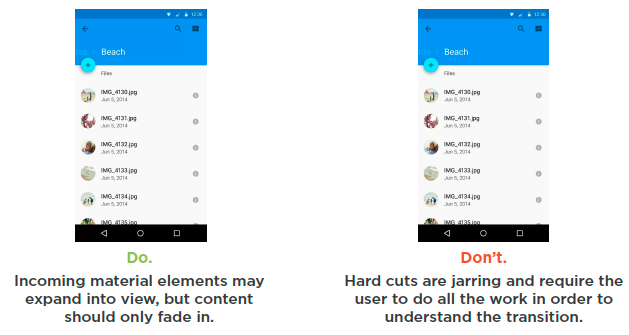 12:30
Beach
Files
IMG_4130.jpg
Jun 5, 2014
IMG_4131.jpg
Jun 5, 2014
IMG_4132.jpg
Jun 5, 2014
IMG_4133.jpg
Jun 5, 2014
IMG_4134.jpg
Jun 5, 2014
IMG_4135.jpg
Do.
Incoming material elements may
expand into view, but content
should only fade in.
12:30
Beach
Files
IMG_4130.jpg
Jun 5, 2014
IMG_4131.jpg
Jun 5, 2014
IMG_4132.jpg
Jun 5, 2014
IMG_4133.jpg
Jun 5, 2014
IMG_4134.jpg
Jun 5, 2014
IMG_4135.jpg
Don't.
Hard cuts are jarring and require the
user to do all the work in order to
understand the transition.